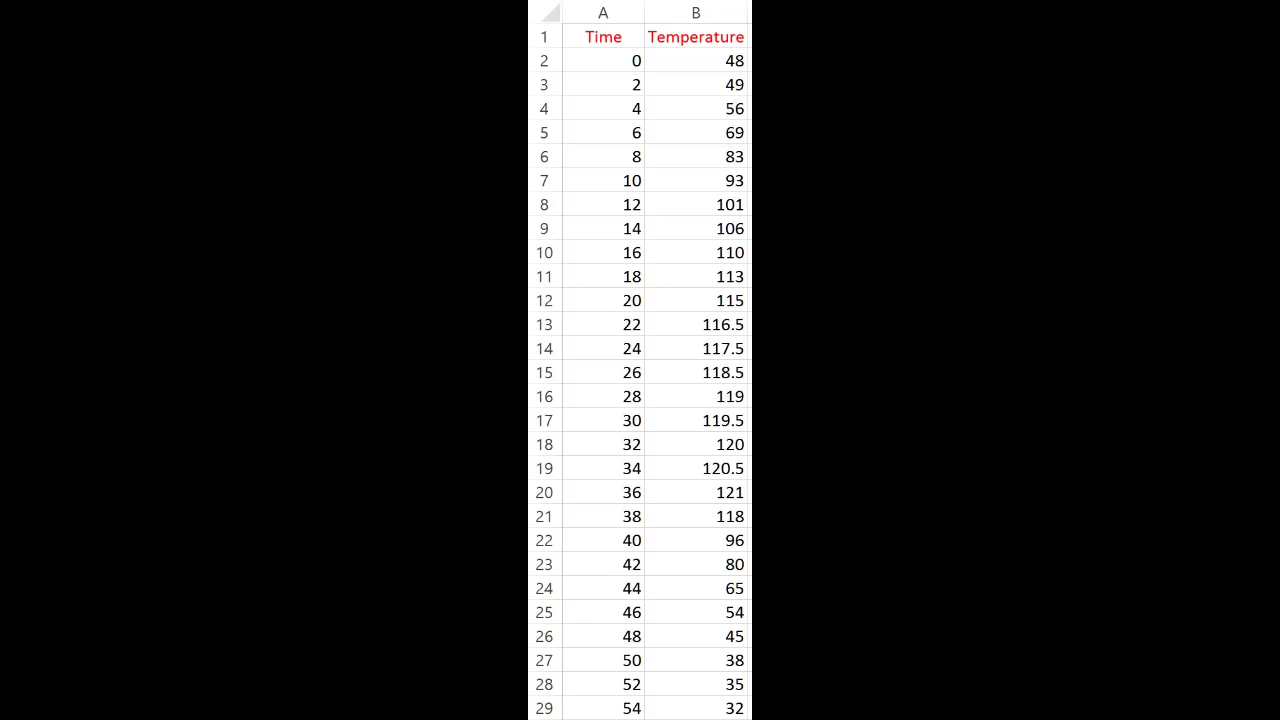 A B
1 Time Temperature
2 0 48
3 2 49
4 4 56
5 6 69
6 8 83
7 10 93
8 12 101
9 14 106
10 16 110
11 18 113
12 20 115
13 22 116.5
14 24 117.5
15 26 118.5
16 28 119
17 30 119.5
18 32 120
19 34 120.5
20 36 121
21 38 118
22 40 96
23 42 80
24 44 65
25 46 54
26 48 45
27 50 38
28 52 35
29 54 32